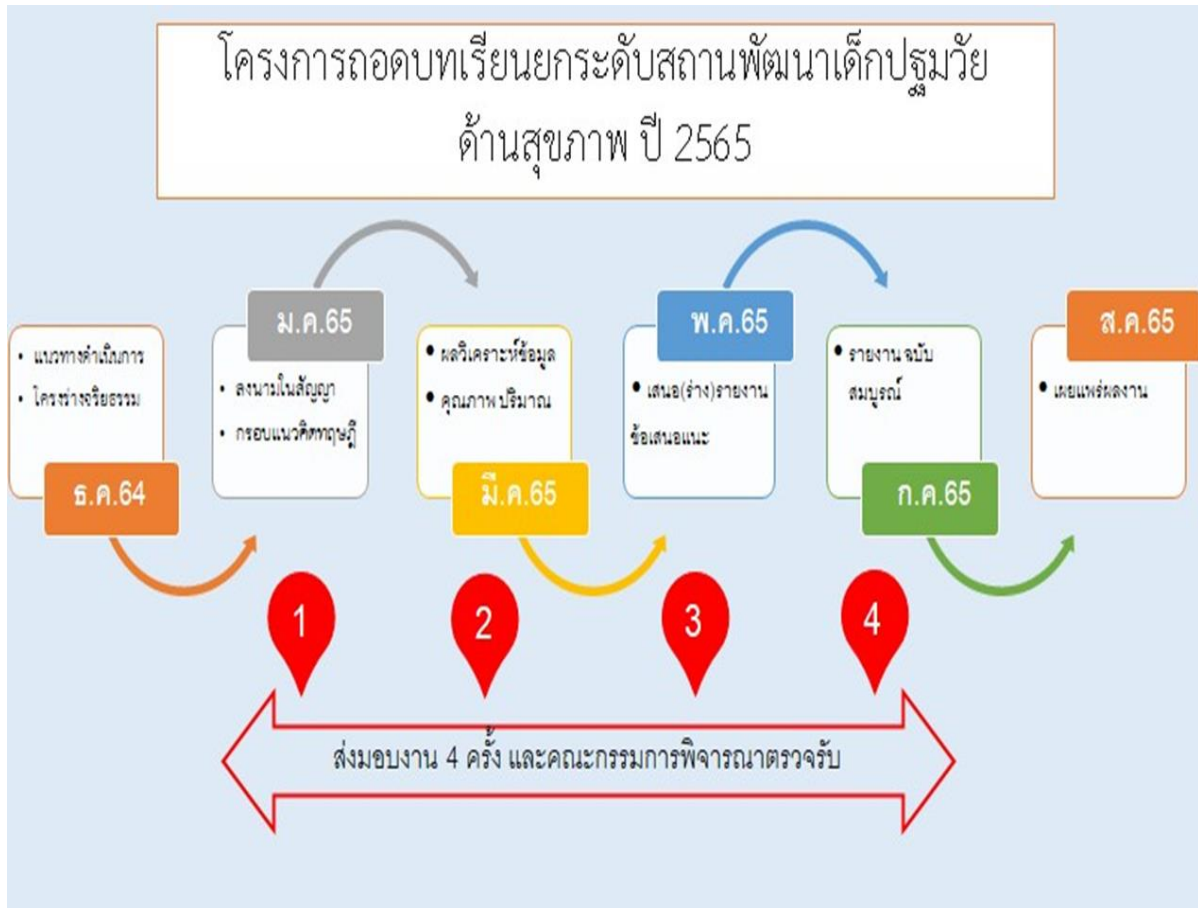 โครงการถอดบทเรียนยกระดับสถานพัฒนาเด็กปฐมวัย
ด้านสุขภาพ ปี 2565
• แนวทางดำเนินการ
• โครงร่างจริยธรรม
ธ.ค.64
ม.ค.65
• ลงนามในสัญญา
• กรอบแนวคิดทฤษฎี
• ผลวิเคราะห์ข้อมูล
• คุณภาพ ปริมาณ
มี.ค.65
พ.ค.65
• เสนอ(ร่าง)รายงาน
ข้อเสนอแนะ
• รายงาน ฉบับ
สมบูรณ์
ก.ค.65
ส.ค.65
• เผยแพร่ผลงาน
1
2
3
4
ส่งมอบงาน 4 ครั้ง และคณะกรรมการพิจารณาตรวจรับ